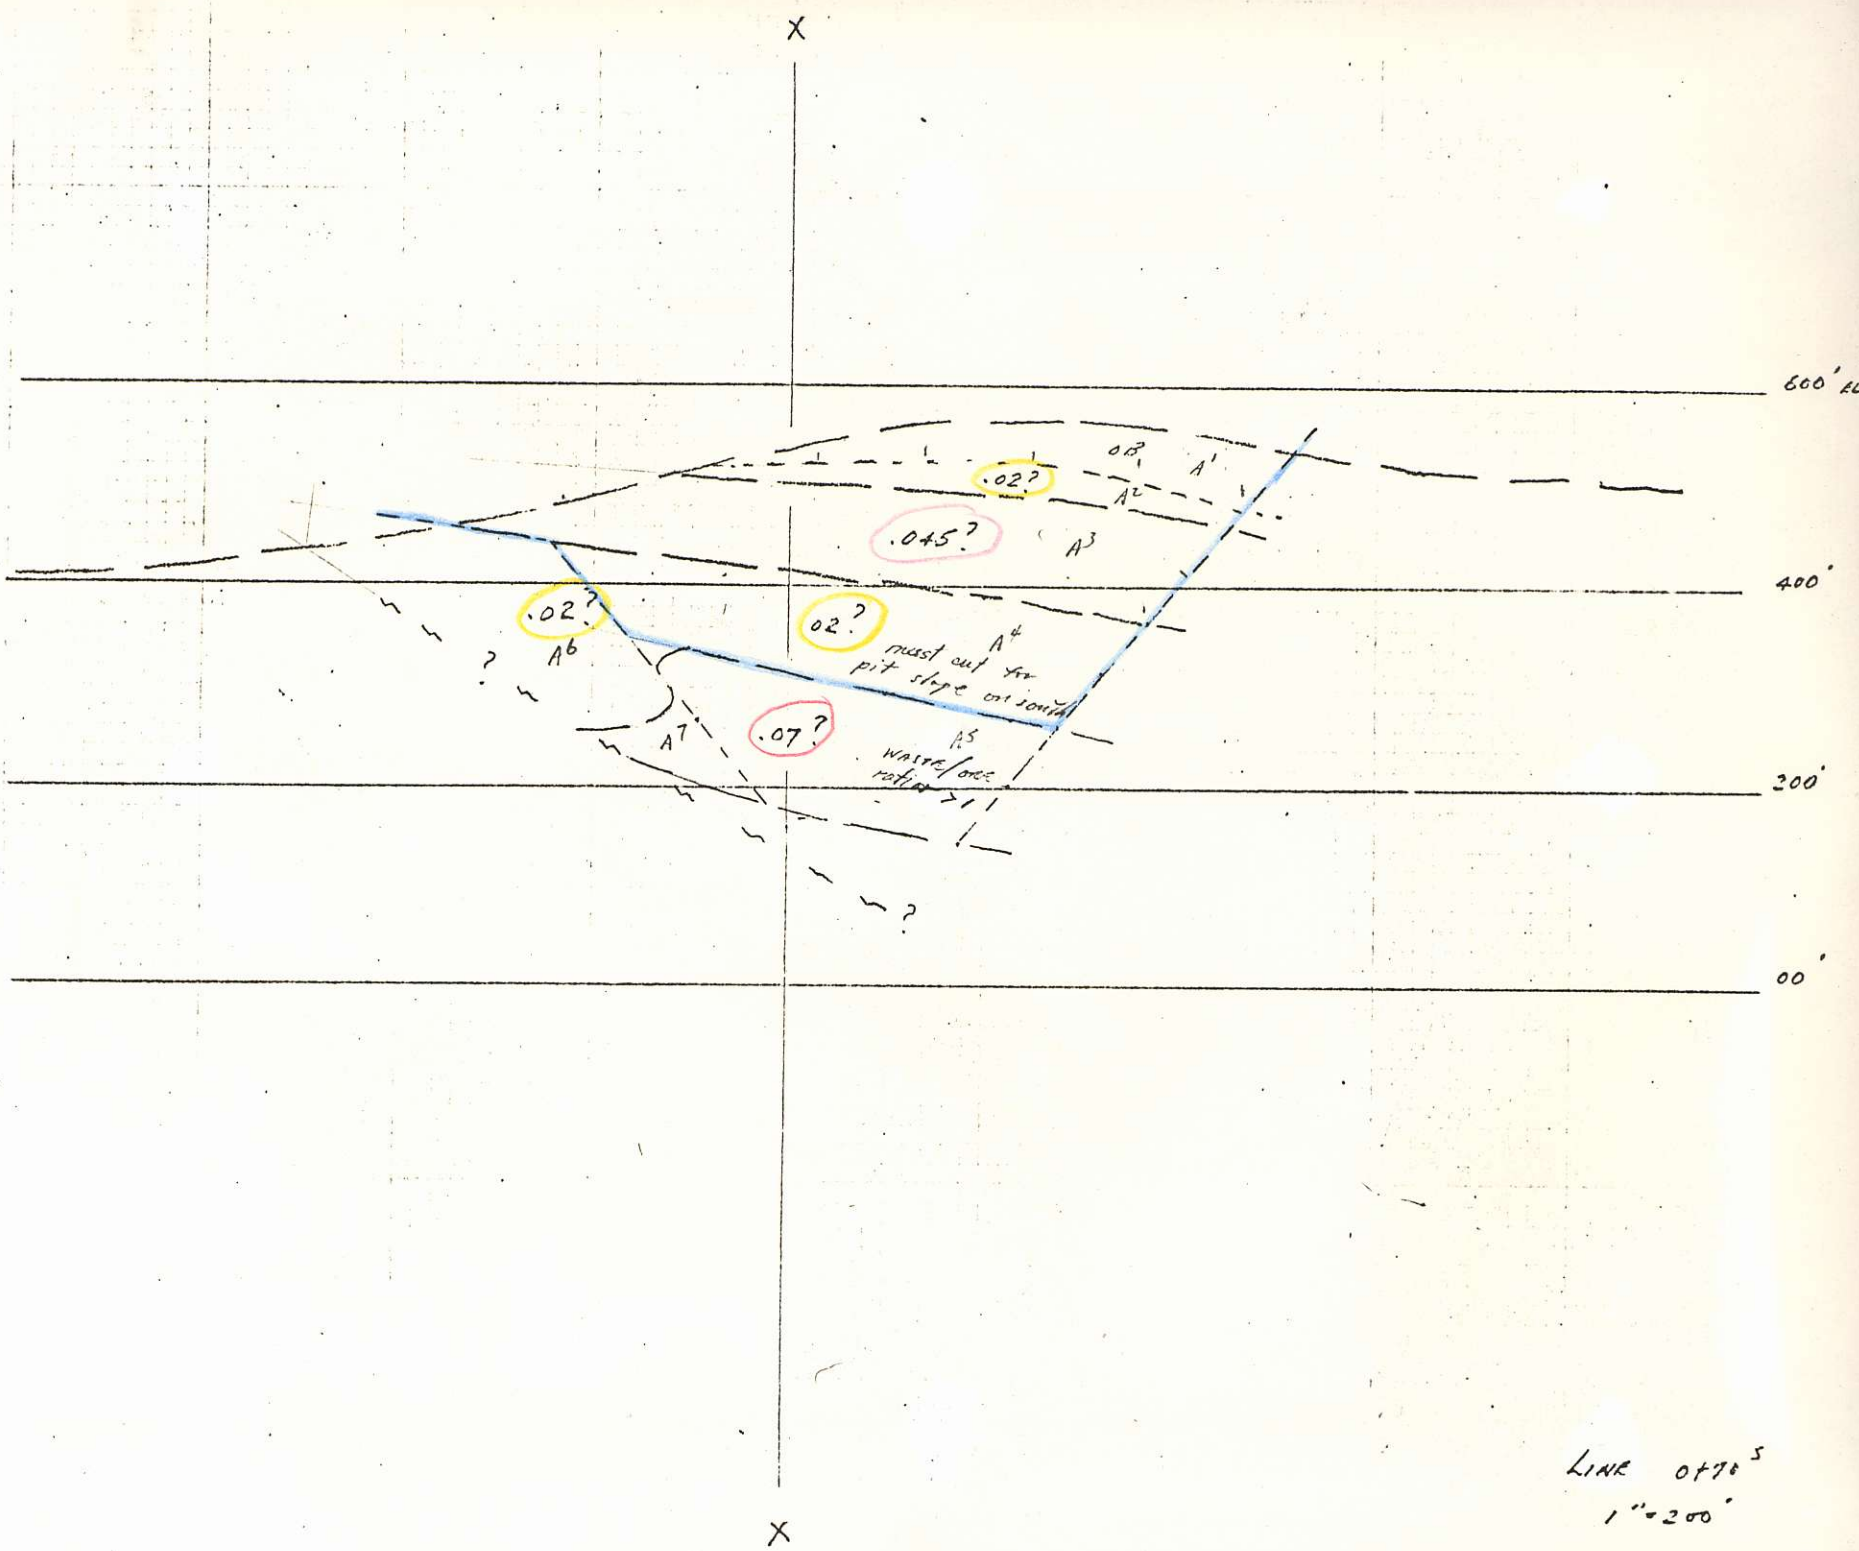 X
600' EL
OB A¹
.02? A²
.045? A³
400'
.02? .02?
A⁶ A⁴
must cut for
pit slope on south
?
.07? A⁵
A⁷
WASTE/ORE
ratio > 1
200'
?
00'
LINE 0+70 S
1" = 200'
X